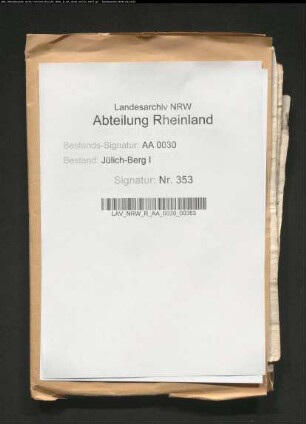 Landesarchiv NRW
Abteilung Rheinland
Bestands-Signatur: AA 0030
Bestand: Jülich-Berg I
Signatur: Nr. 353
LAV_NRW_R_AA_0030_00353